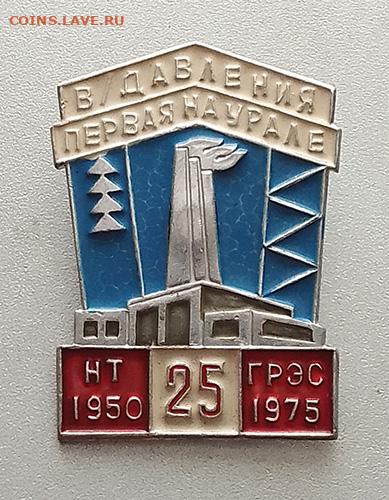 COINS.LAVE.RU
В/ДАВЛЕНИЯ
ПЕРВАЯ НА УРАЛЕ
НТ 25 ГРЭС
1950 1975